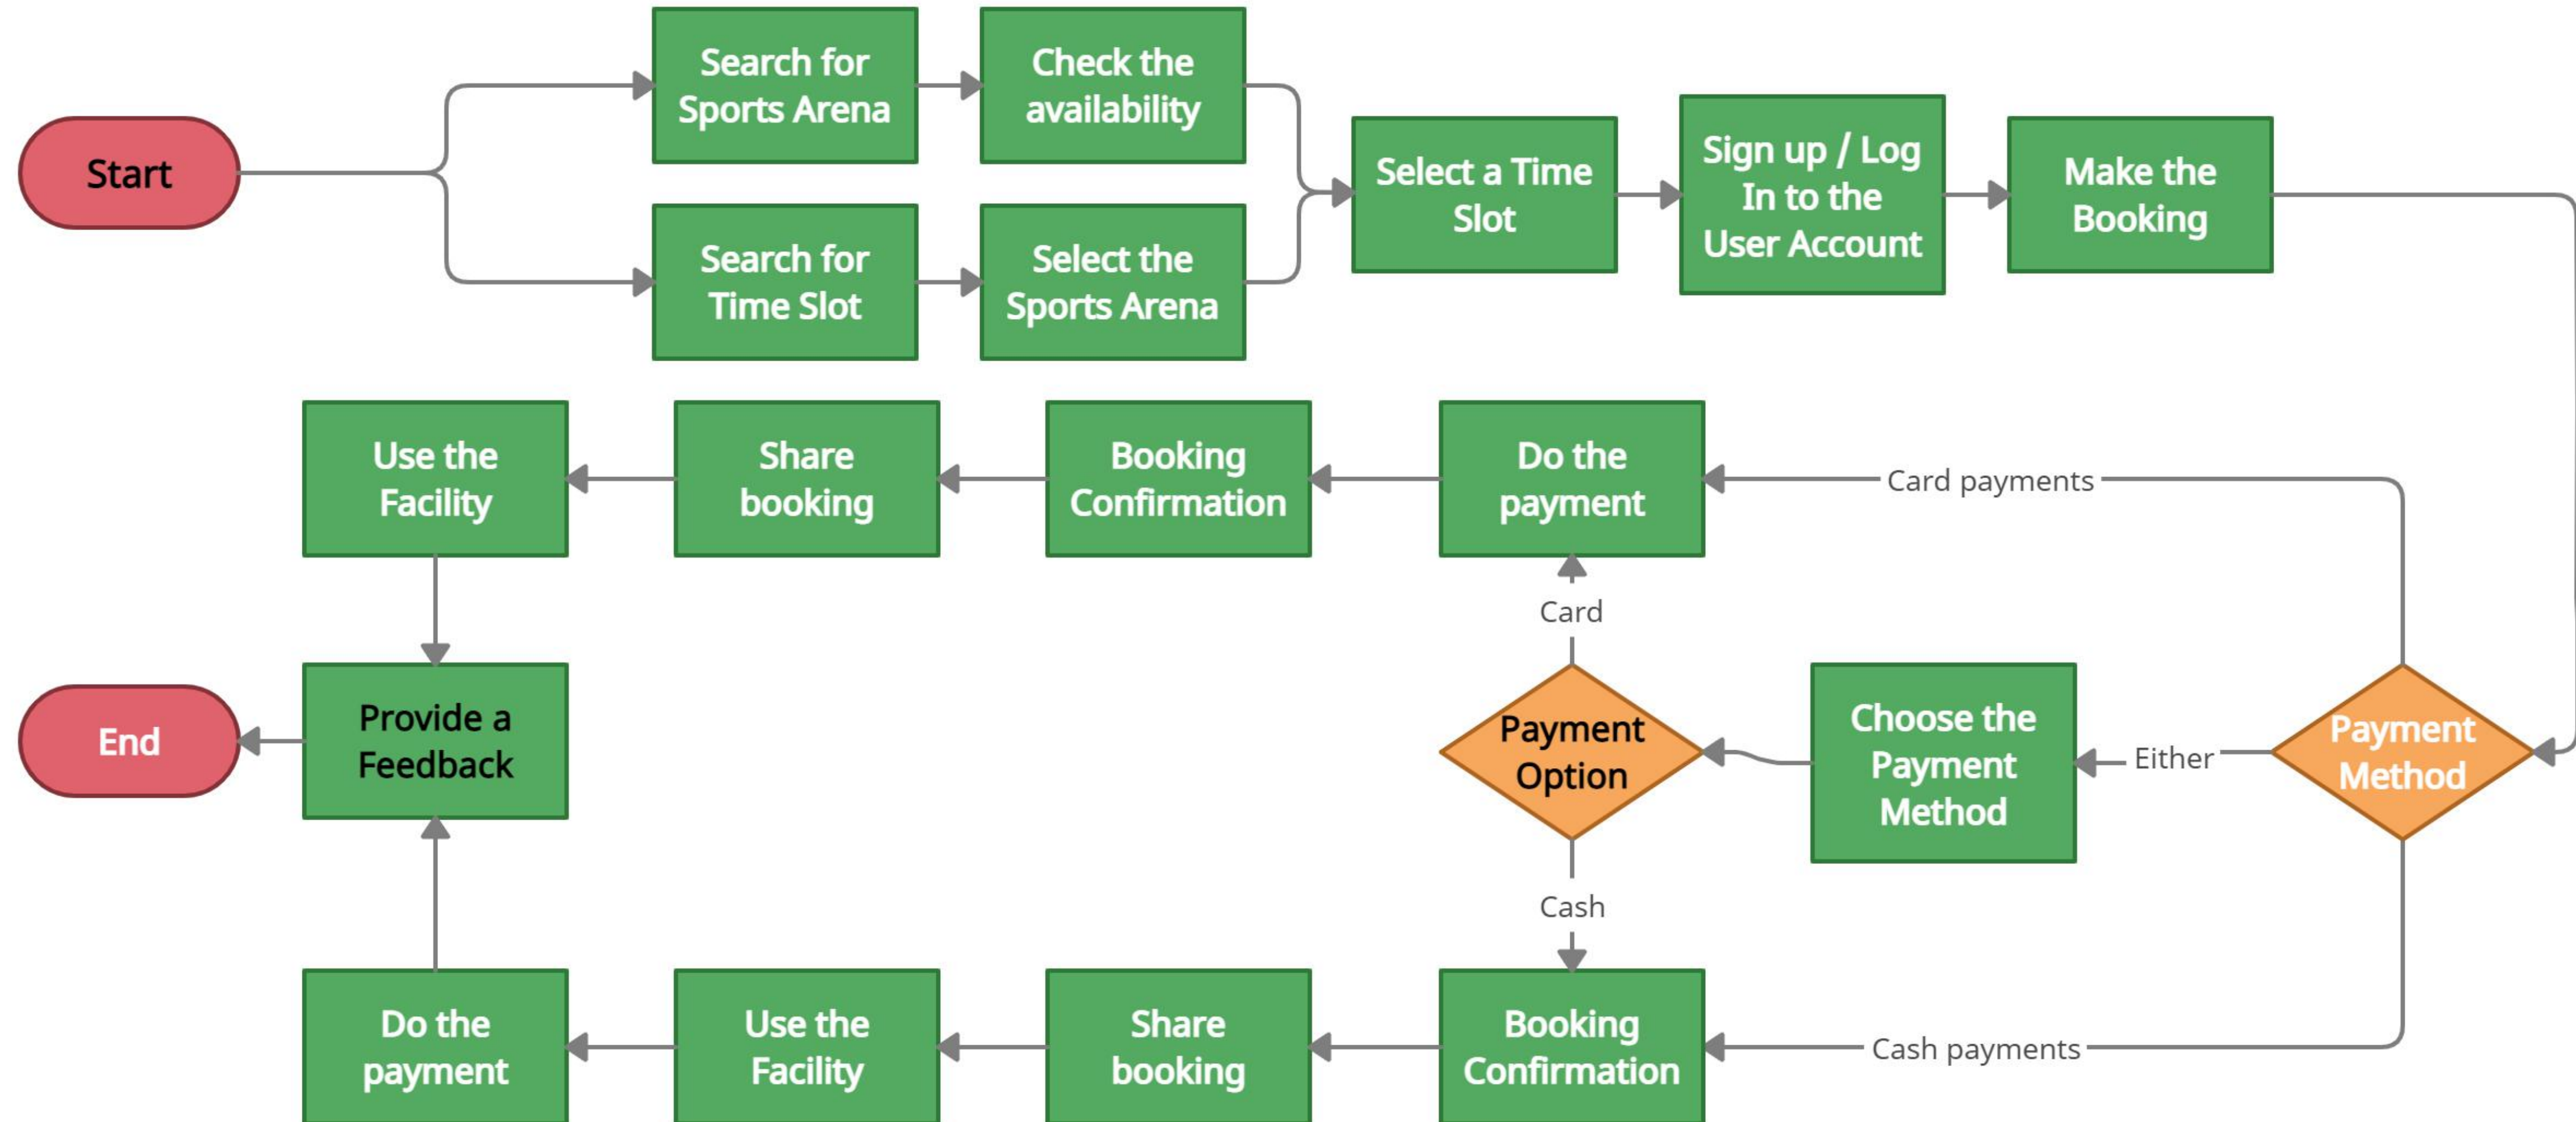 Start
Search for
Sports Arena
Check the
availability
Search for
Time Slot
Select the
Sports Arena
Select a Time
Slot
Sign up / Log
In to the
User Account
Make the
Booking
Use the
Facility
Share
booking
Booking
Confirmation
Do the
payment
Card payments
Card
End
Provide a
Feedback
Payment
Option
Choose the
Payment
Method
Either
Payment
Method
Cash
Do the
payment
Use the
Facility
Share
booking
Booking
Confirmation
Cash payments